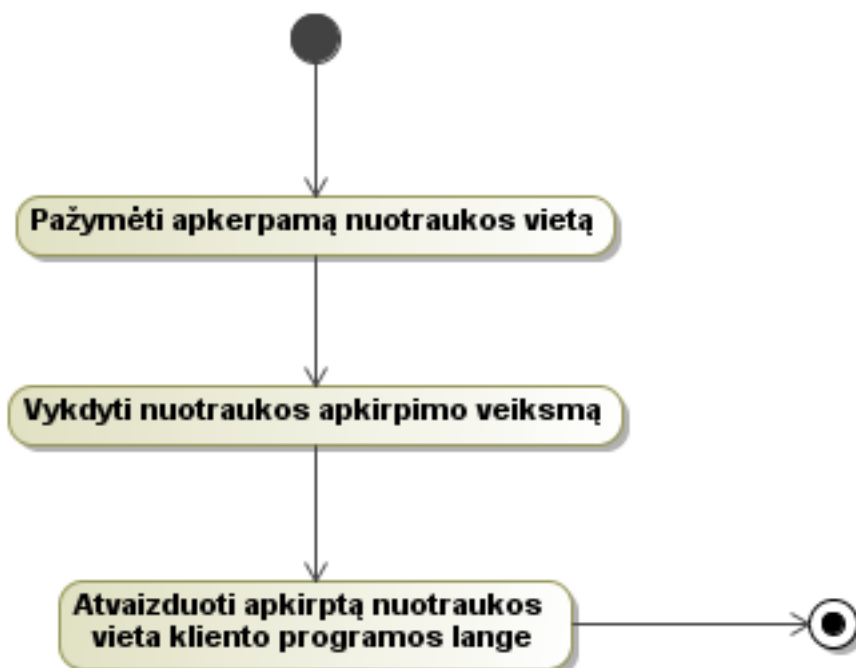 Pažymėti apkerpamą nuotraukos vietą
Vykdyti nuotraukos apkirpimo veiksmą
Atvaizduoti apkirptą nuotraukos
vieta kliento programos lange